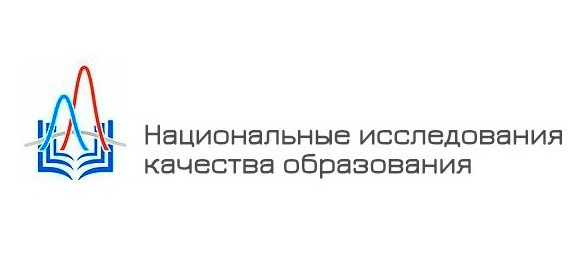 Национальные исследования
качества образования